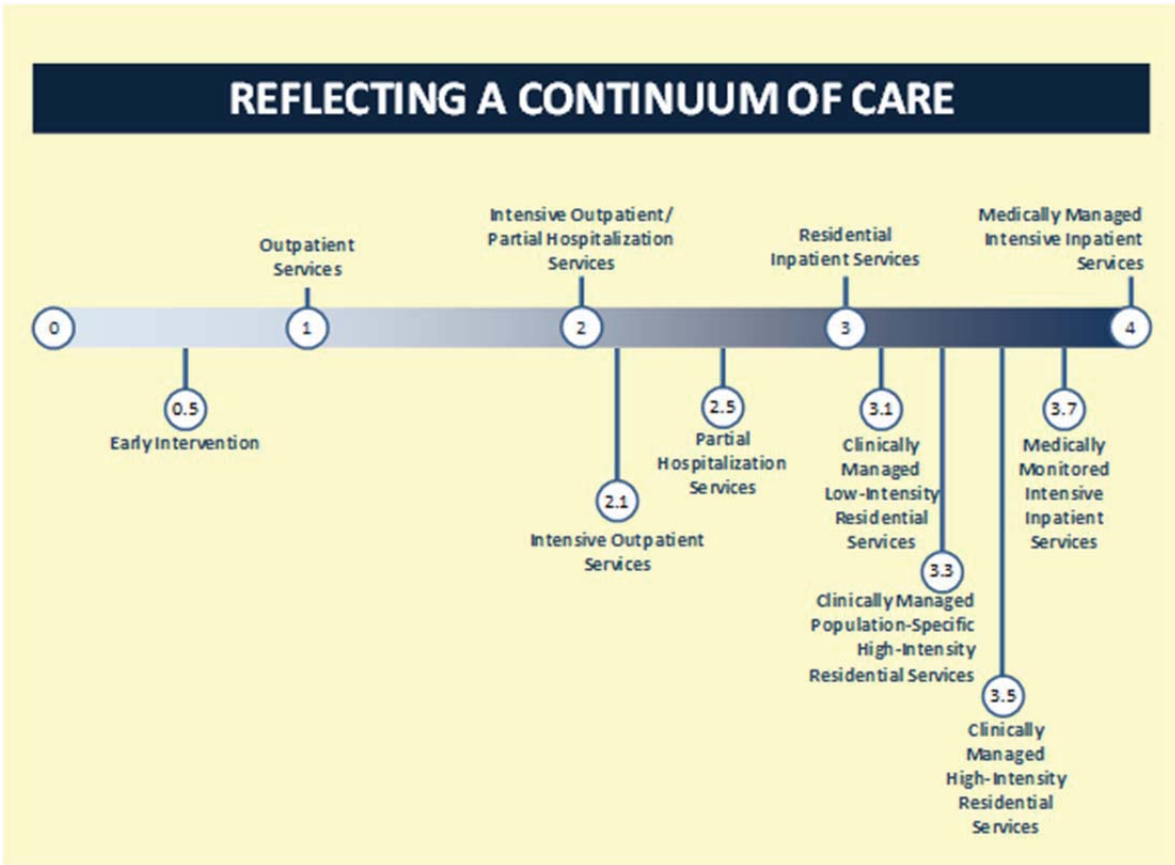 REFLECTING A CONTINUUM OF CARE
Outpatient
Services
Intensive Outpatient/
Partial Hospitalization
Services
Residential
Inpatient Services
Medically Managed
Intensive Inpatient
Services
0
1
2
3
4
0.5
Early Intervention
2.1
Intensive Outpatient
Services
2.5
Partial
Hospitalization
Services
3.1
Clinically
Managed
Low-Intensity
Residential
Services
3.3
Clinically Managed
Population-Specific
High-Intensity
Residential Services
3.5
Clinically
Managed
High-Intensity
Residential
Services
3.7
Medically
Monitored
Intensive
Inpatient
Services